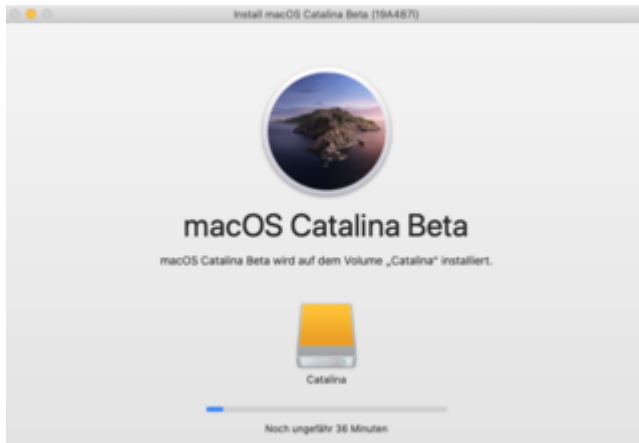 Install macOS Catalina Beta (19A487l)
macOS Catalina Beta
macOS Catalina Beta wird auf dem Volume „Catalina“ installiert.
Catalina
Noch ungefähr 36 Minuten